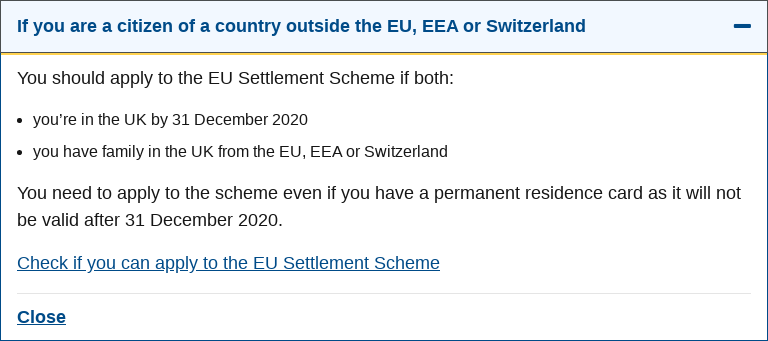 If you are a citizen of a country outside the EU, EEA or Switzerland
You should apply to the EU Settlement Scheme if both:
• you’re in the UK by 31 December 2020
• you have family in the UK from the EU, EEA or Switzerland
You need to apply to the scheme even if you have a permanent residence card as it will not
be valid after 31 December 2020.
Check if you can apply to the EU Settlement Scheme
Close